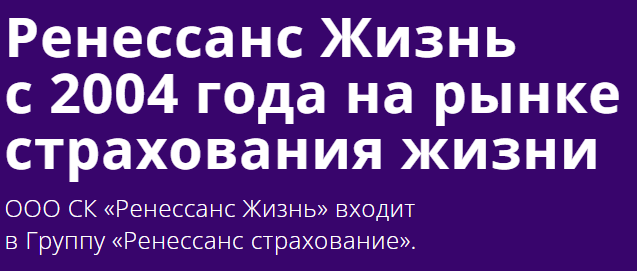 Ренессанс Жизнь
с 2004 года на рынке
страхования жизни
ООО СК «Ренессанс Жизнь» входит
в Группу «Ренессанс страхование».